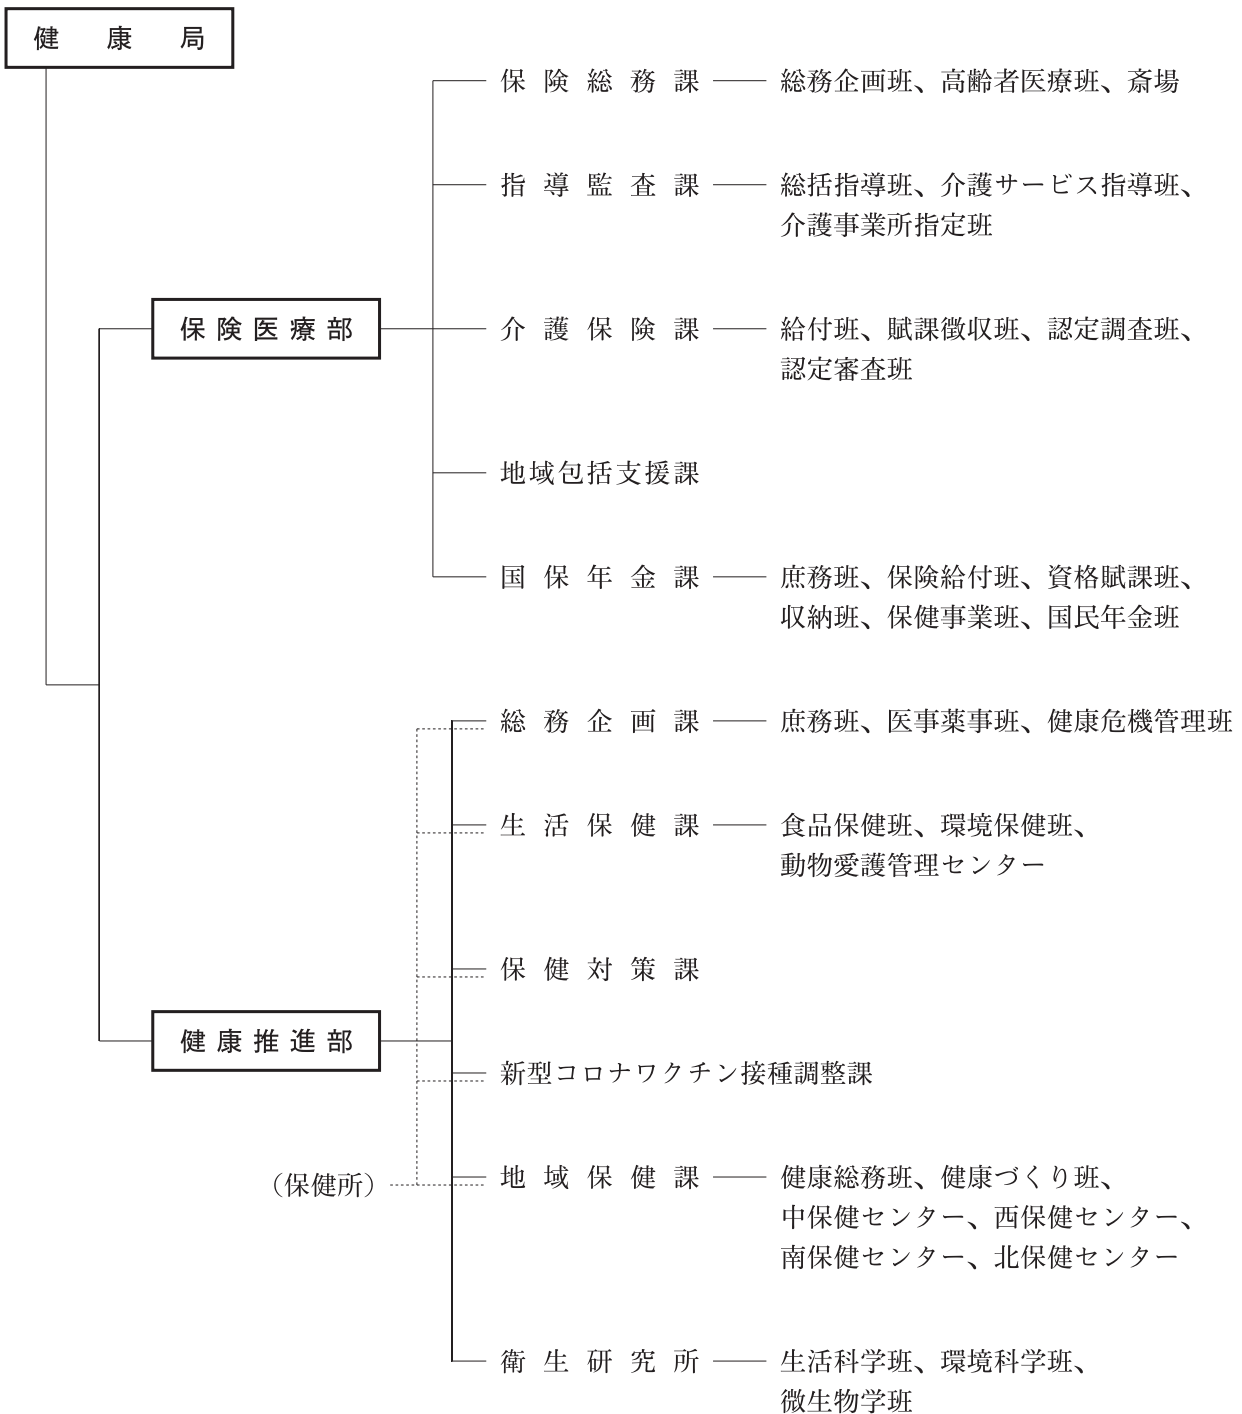 健康局
保険総務課 総務企画班、高齢者医療班、斎場
指導監査課 総括指導班、介護サービス指導班、
介護事業所指定班
保険医療部 介護保険課 給付班、賦課徴収班、認定調査班、
認定審査班
地域包括支援課
国保年金課 庶務班、保険給付班、資格賦課班、
収納班、保健事業班、国民年金班
総務企画課 庶務班、医事薬事班、健康危機管理班
生活保健課 食品保健班、環境保健班、
動物愛護管理センター
保健対策課
健康推進部
新型コロナワクチン接種調整課
（保健所） 地域保健課 健康総務班、健康づくり班、
中保健センター、西保健センター、
南保健センター、北保健センター
衛生研究所 生活科学班、環境科学班、
微生物学班